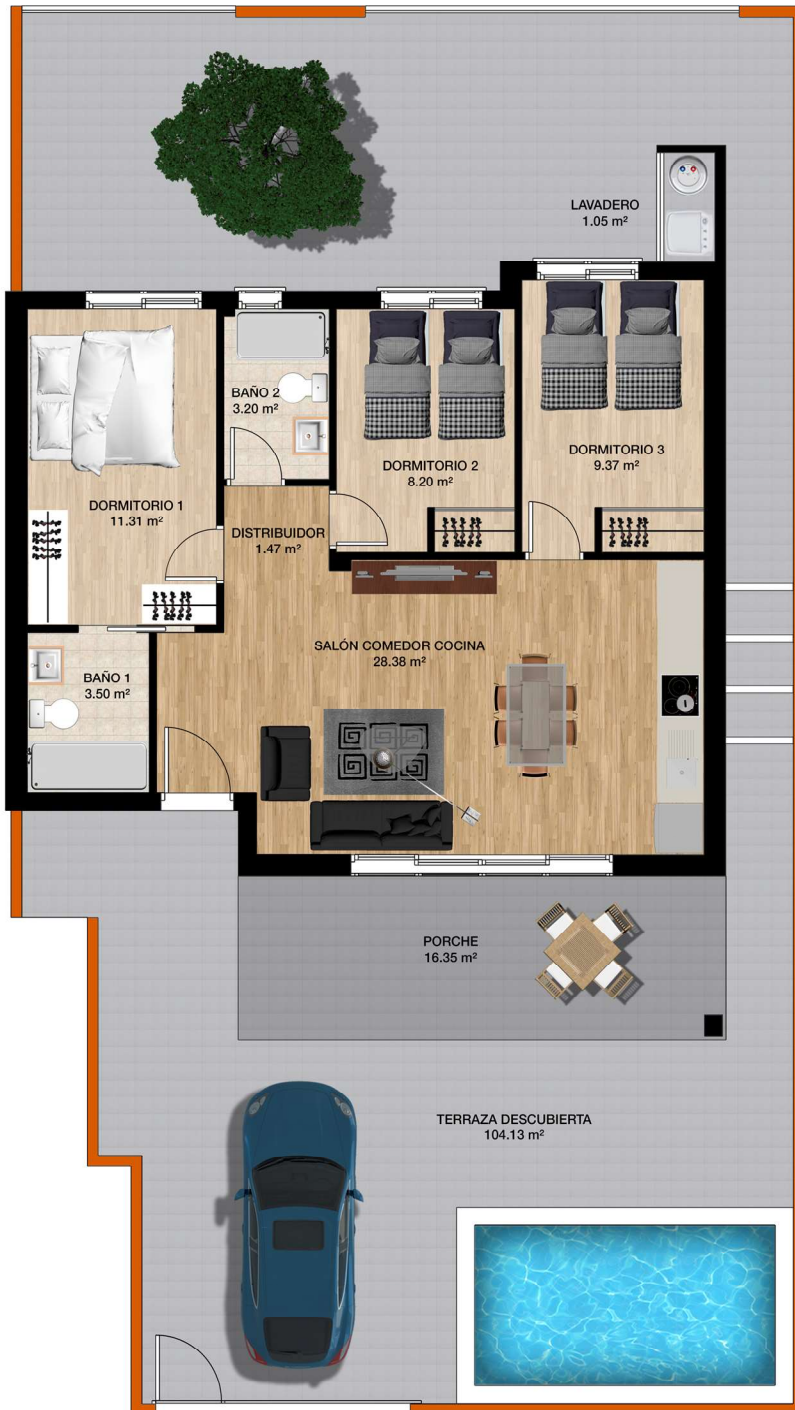 LAVADERO
1.05 m²
BAÑO 2
3.20 m²
DORMITORIO 3
9.37 m²
DORMITORIO 2
8.20 m²
DORMITORIO 1
11.31 m²
DISTRIBUIDOR
1.47 m²
SALÓN COMEDOR COCINA
28.38 m²
BAÑO 1
3.50 m²
PORCHE
16.35 m²
TERRAZA DESCUBIERTA
104.13 m²